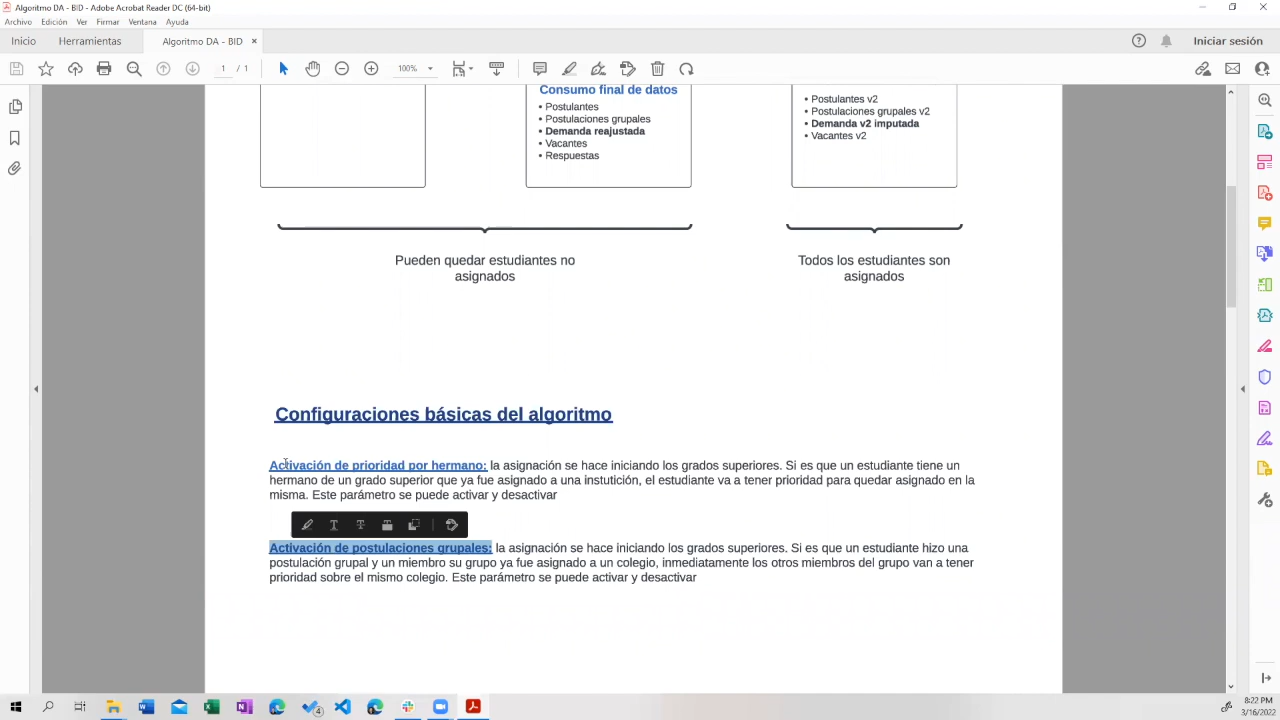 Algoritmo DA - BID - Adobe Acrobat Reader DC (64-bit)
Archivo Edición Ver Firmar Ventana Ayuda
Inicio Herramientas Algoritmo DA - BID × Iniciar sesión
1 / 1 100%
Consumo final de datos
• Postulantes
• Postulaciones grupales
• Demanda reajustada
• Vacantes
• Respuestas
• Postulantes v2
• Postulaciones grupales v2
• Demanda v2 imputada
• Vacantes v2
Pueden quedar estudiantes no
asignados
Todos los estudiantes son
asignados
Configuraciones básicas del algoritmo
Activación de prioridad por hermano: la asignación se hace iniciando los grados superiores. Si es que un estudiante tiene un
hermano de un grado superior que ya fue asignado a una instutición, el estudiante va a tener prioridad para quedar asignado en la
misma. Este parámetro se puede activar y desactivar
Activación de postulaciones grupales: la asignación se hace iniciando los grados superiores. Si es que un estudiante hizo una
postulación grupal y un miembro su grupo ya fue asignado a un colegio, inmediatamente los otros miembros del grupo van a tener
prioridad sobre el mismo colegio. Este parámetro se puede activar y desactivar
8:22 PM
3/16/2022